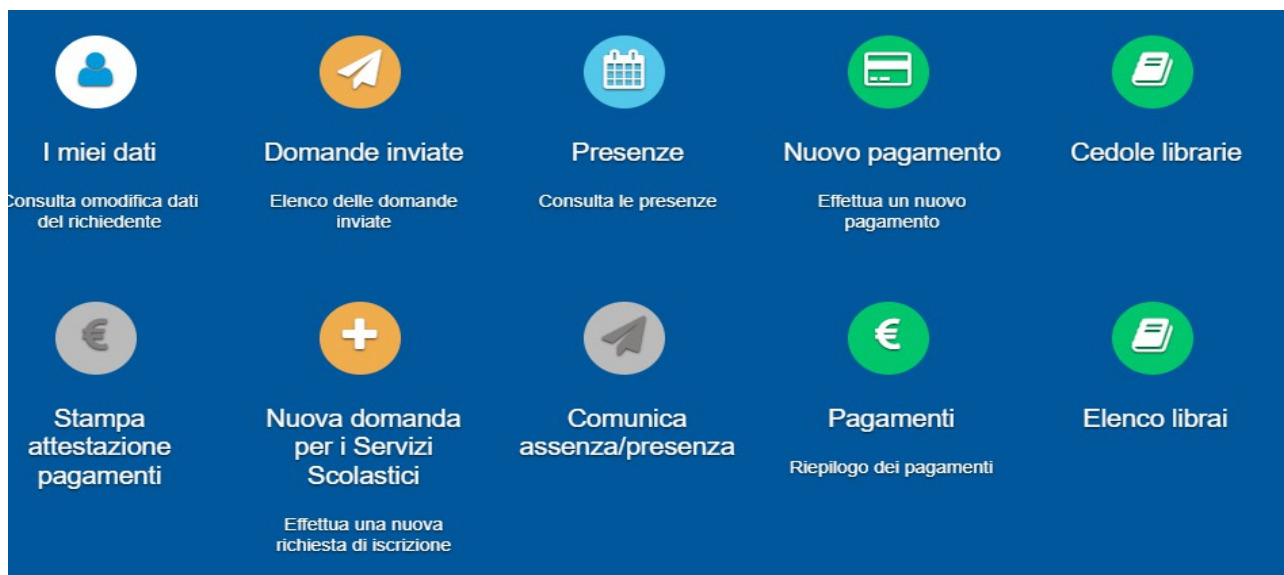 I miei dati
Consulta omodifica dati
del richiedente
Domande inviate
Elenco delle domande
inviate
Presenze
Consulta le presenze
Nuovo pagamento
Effettua un nuovo
pagamento
Cedole librarie
€
Stampa
attestazione
pagamenti
Nuova domanda
per i Servizi
Scolastici
Effettua una nuova
richiesta di iscrizione
Comunica
assenza/presenza
€
Pagamenti
Riepilogo dei pagamenti
Elenco librai